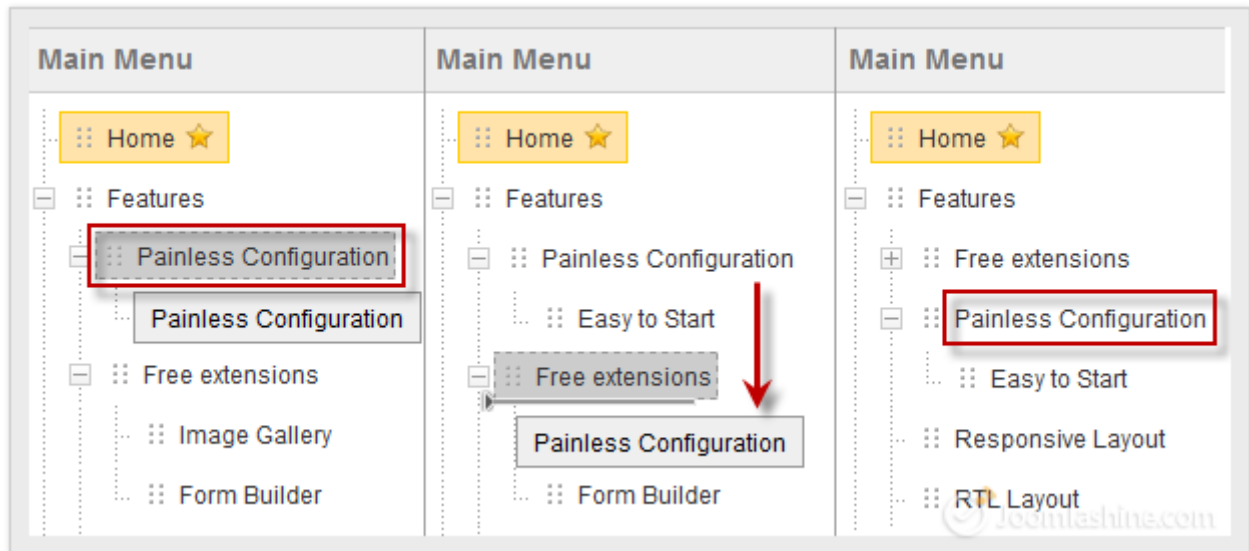 Main Menu
Home
Features
Painless Configuration
Painless Configuration
Free extensions
Image Gallery
Form Builder
Main Menu
Home
Features
Painless Configuration
Easy to Start
Free extensions
Painless Configuration
Form Builder
Main Menu
Home
Features
Free extensions
Painless Configuration
Easy to Start
Responsive Layout
RTL Layout
Joomlashine.com